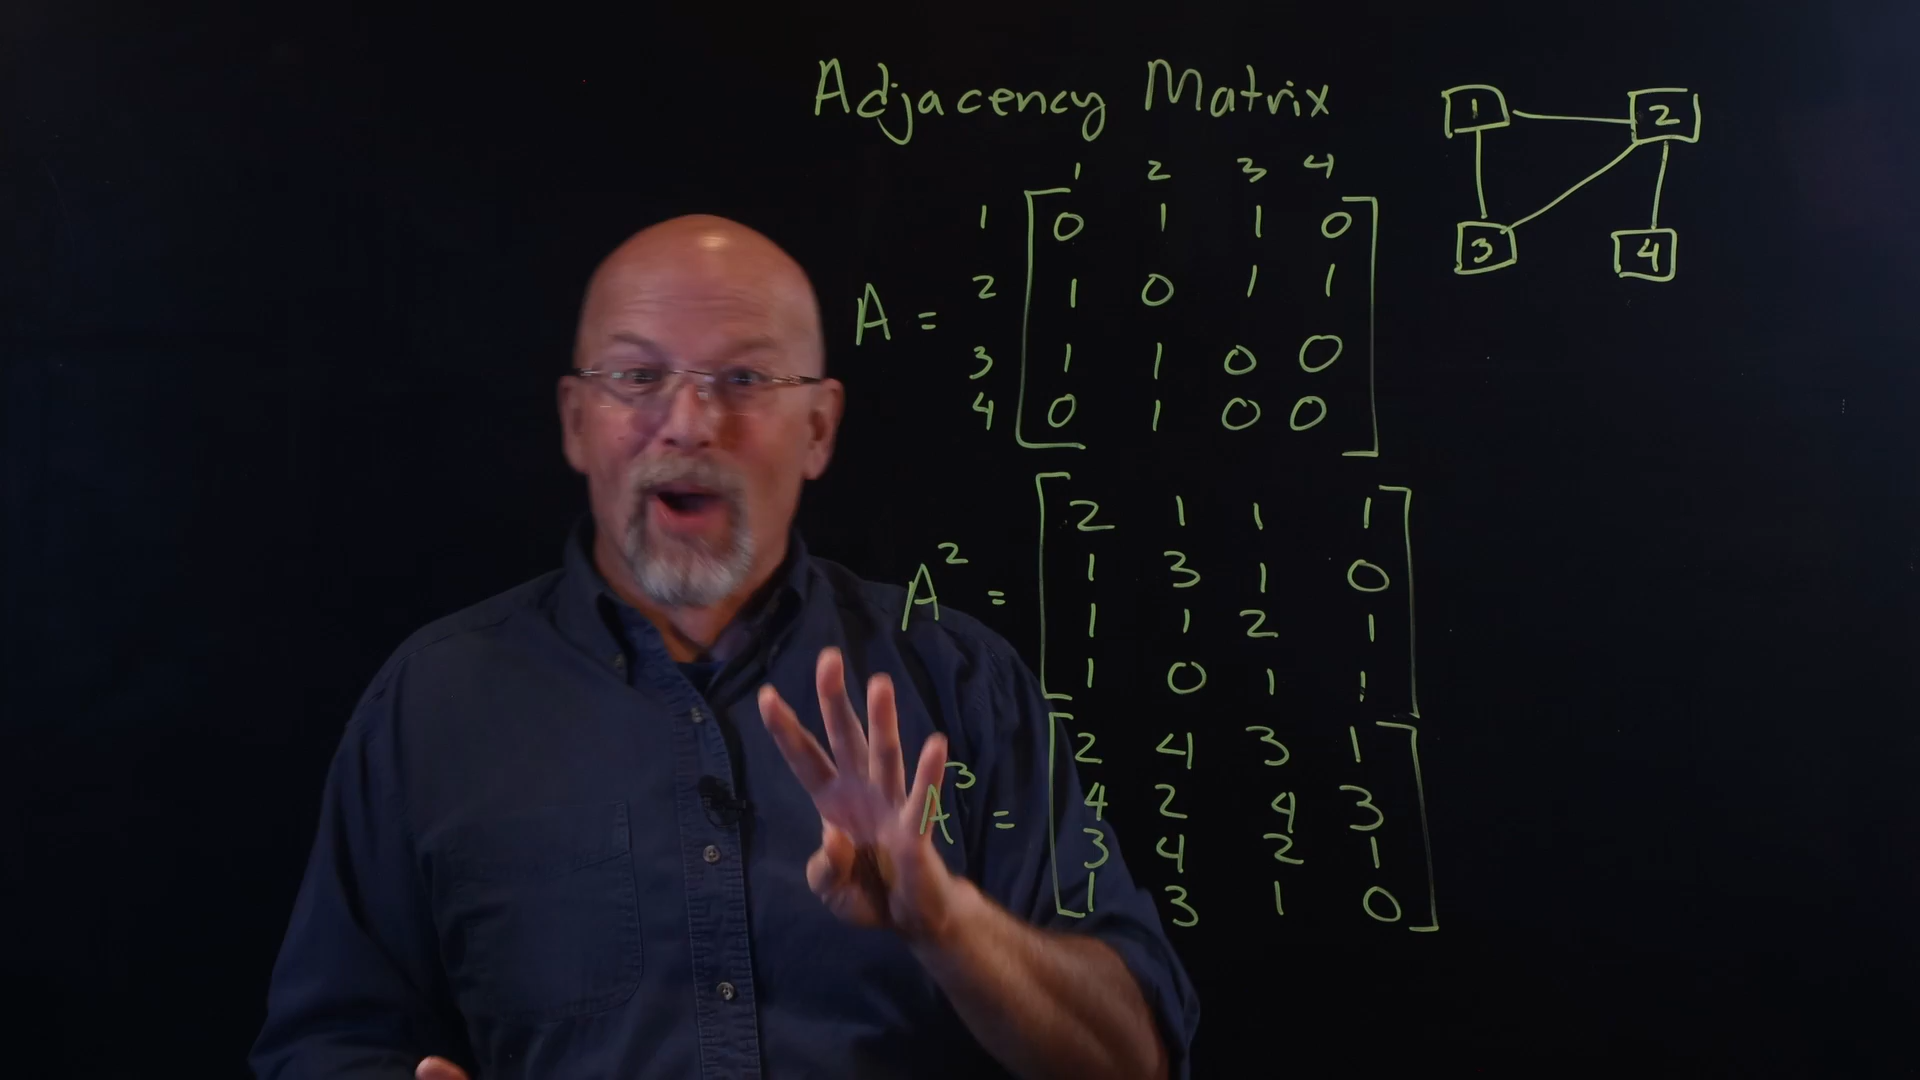 Adjacency Matrix
1 2
3 4
1 2 3 4
A =
1 0 1 1 0
2 1 0 1 1
3 1 1 0 0
4 0 1 0 0
A² =
2 1 1 1
1 3 1 0
1 1 2 1
1 0 1 1
A³ =
2 4 3 1
4 2 4 3
3 4 2 1
1 3 1 0